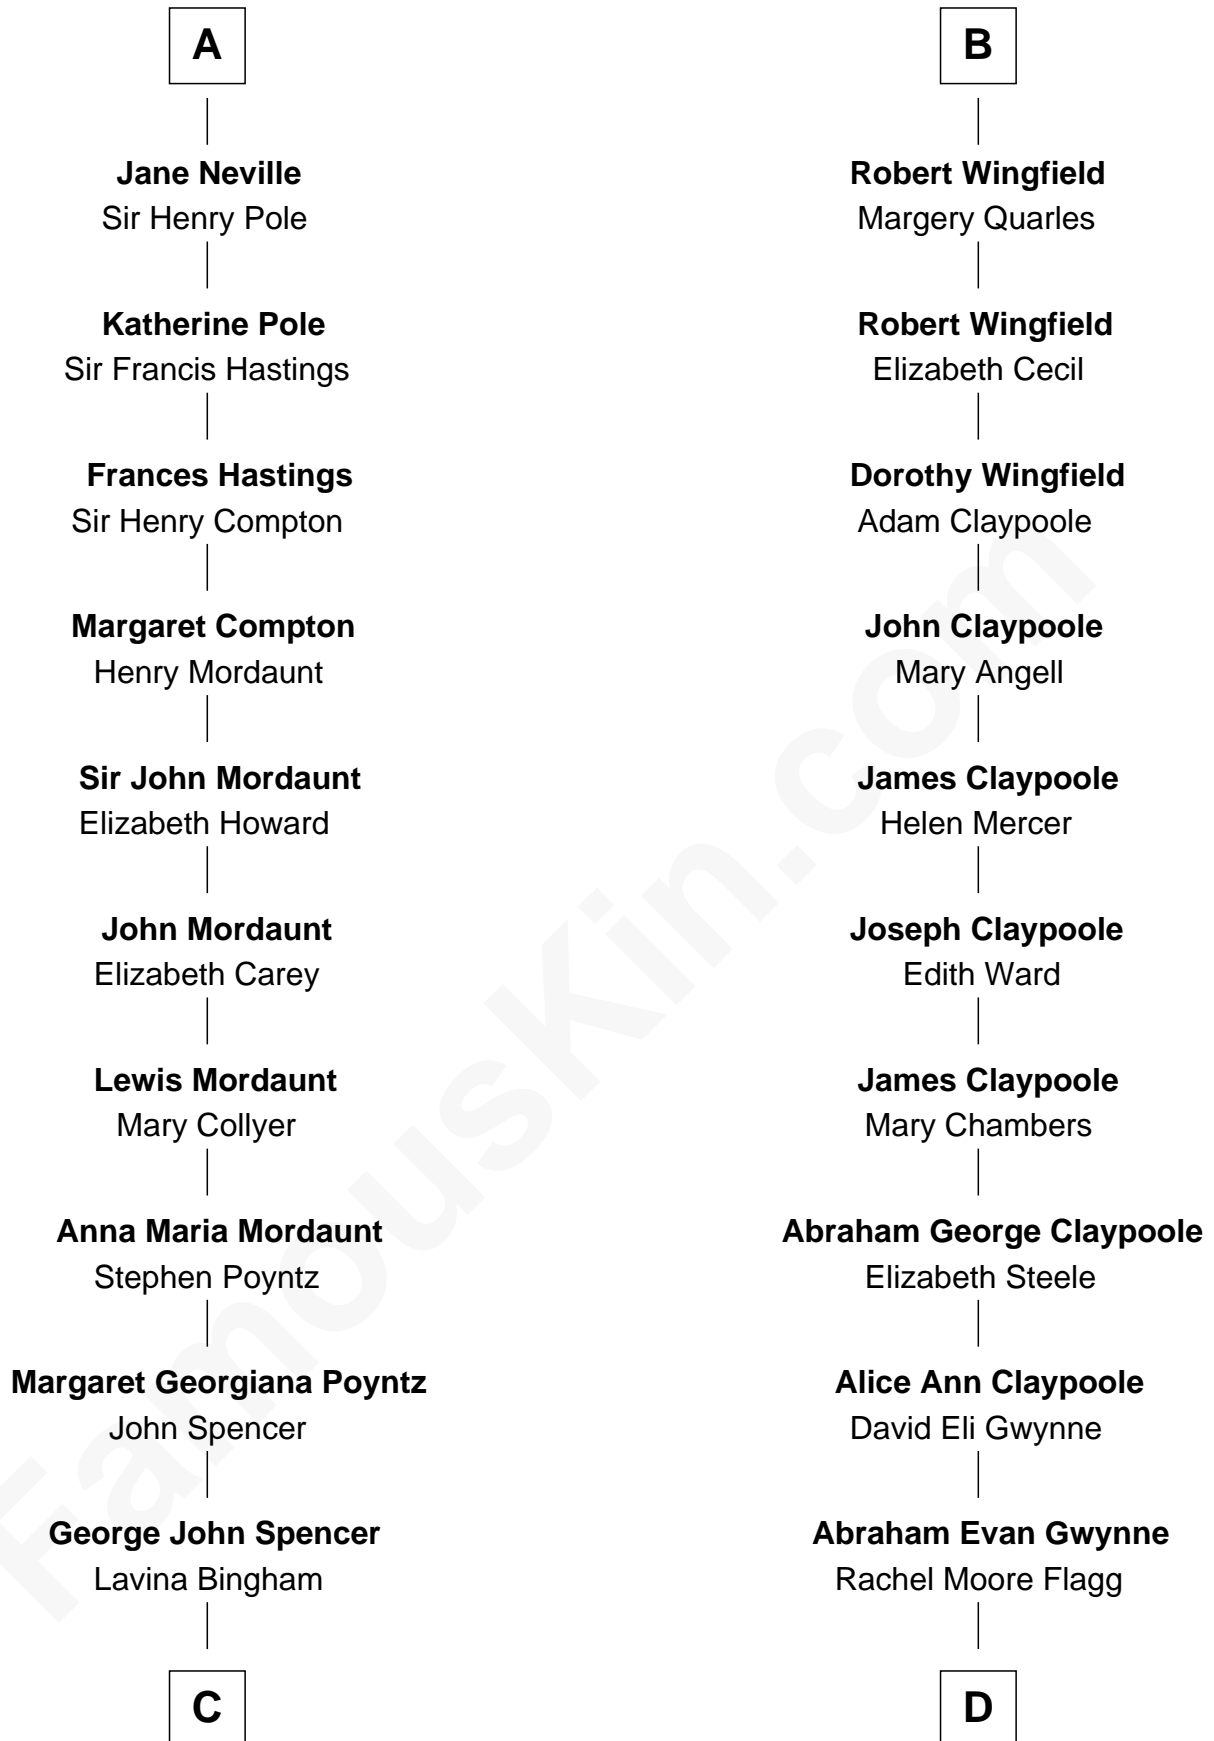 A
Jane Neville
Sir Henry Pole
Katherine Pole
Sir Francis Hastings
Frances Hastings
Sir Henry Compton
Margaret Compton
Henry Mordaunt
Sir John Mordaunt
Elizabeth Howard
John Mordaunt
Elizabeth Carey
Lewis Mordaunt
Mary Collyer
Anna Maria Mordaunt
Stephen Poyntz
Margaret Georgiana Poyntz
John Spencer
George John Spencer
Lavina Bingham
C
B
Robert Wingfield
Margery Quarles
Robert Wingfield
Elizabeth Cecil
Dorothy Wingfield
Adam Claypoole
John Claypoole
Mary Angell
James Claypoole
Helen Mercer
Joseph Claypoole
Edith Ward
James Claypoole
Mary Chambers
Abraham George Claypoole
Elizabeth Steele
Alice Ann Claypoole
David Eli Gwynne
Abraham Evan Gwynne
Rachel Moore Flagg
D
FamousKin.com